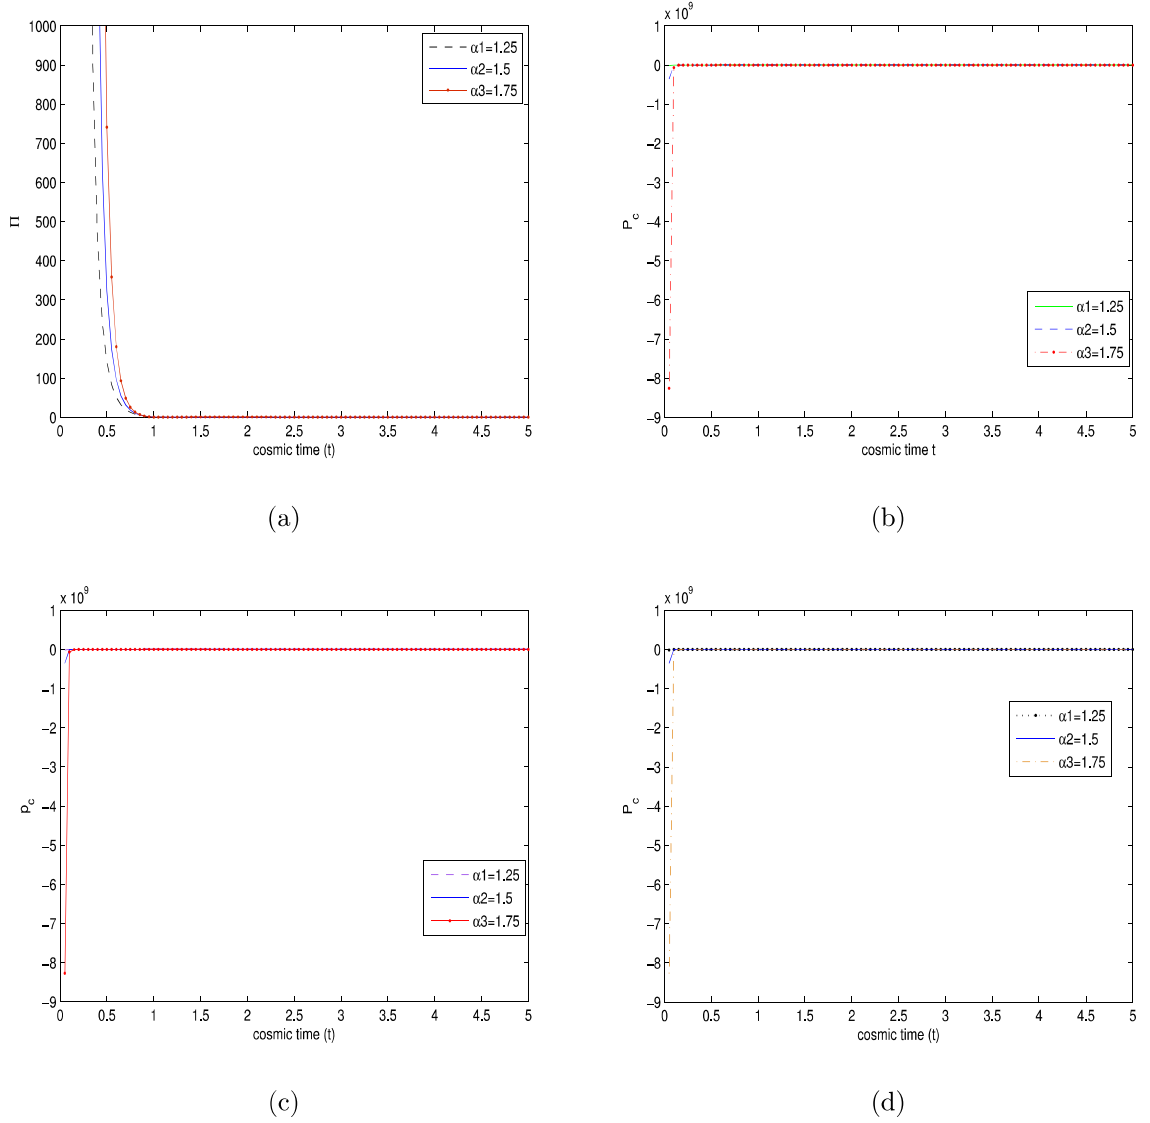 1000
900
800
700
600
500
400
300
200
100
0
Π
0 0.5 1 1.5 2 2.5 3 3.5 4 4.5 5
cosmic time (t)
α1=1.25
α2=1.5
α3=1.75
(a)
x 10^9
1
0
−1
−2
−3
−4
−5
−6
−7
−8
−9
P_c
0 0.5 1 1.5 2 2.5 3 3.5 4 4.5 5
cosmic time t
α1=1.25
α2=1.5
α3=1.75
(b)
x 10^9
1
0
−1
−2
−3
−4
−5
−6
−7
−8
−9
p_c
0 0.5 1 1.5 2 2.5 3 3.5 4 4.5 5
cosmic time (t)
α1=1.25
α2=1.5
α3=1.75
(c)
x 10^9
1
0
−1
−2
−3
−4
−5
−6
−7
−8
−9
P_c
0 0.5 1 1.5 2 2.5 3 3.5 4 4.5 5
cosmic time (t)
α1=1.25
α2=1.5
α3=1.75
(d)